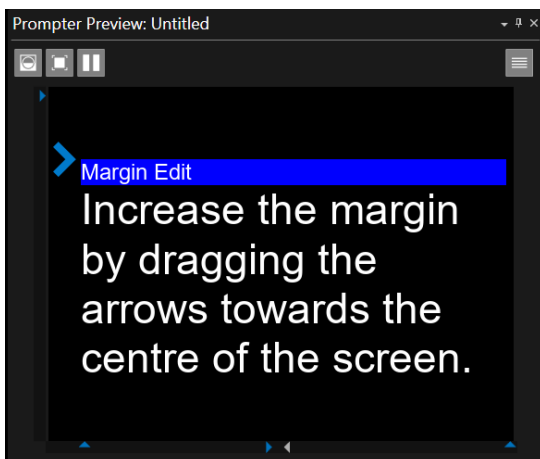 Prompter Preview: Untitled
Margin Edit
Increase the margin
by dragging the
arrows towards the
centre of the screen.